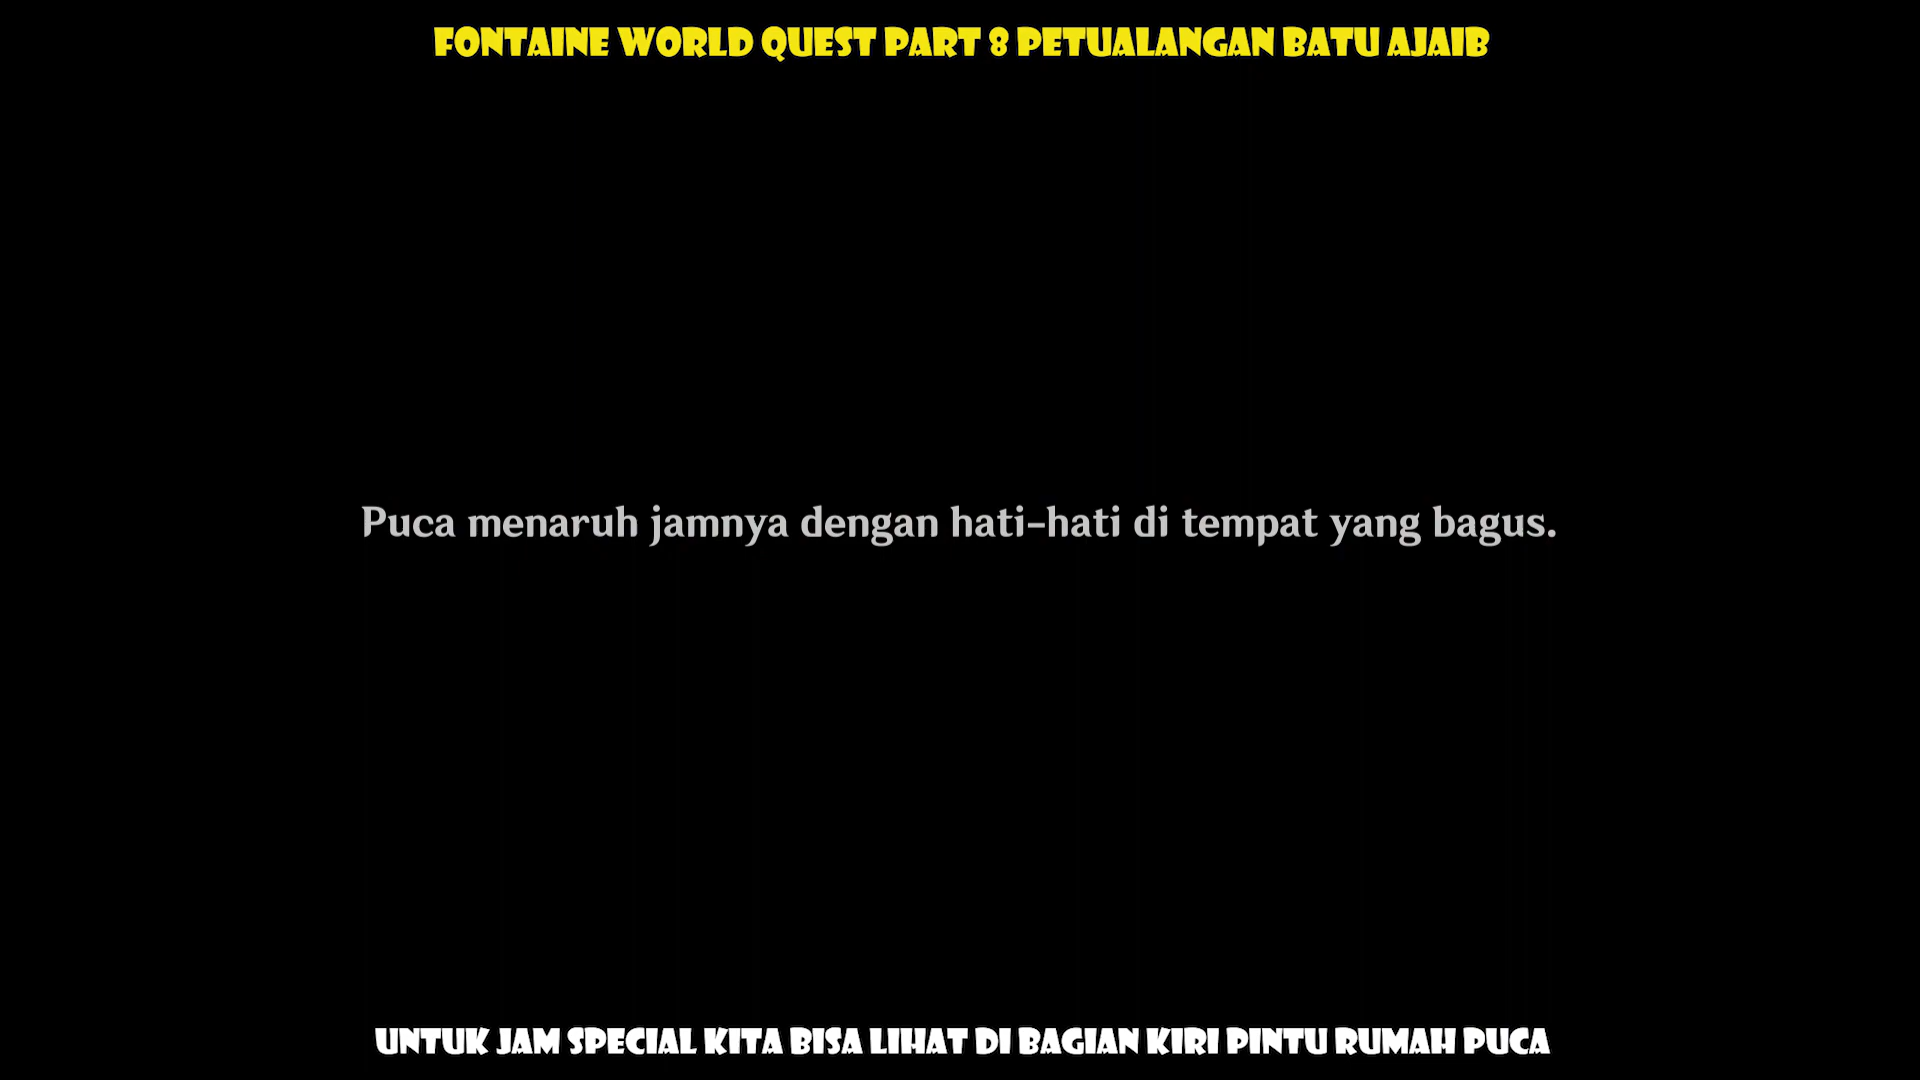 FONTAINE WORLD QUEST PART 8 PETUALANGAN BATU AJAIB
Puca menaruh jamnya dengan hati-hati di tempat yang bagus.
UNTUK JAM SPECIAL KITA BISA LIHAT DI BAGIAN KIRI PINTU RUMAH PUCA